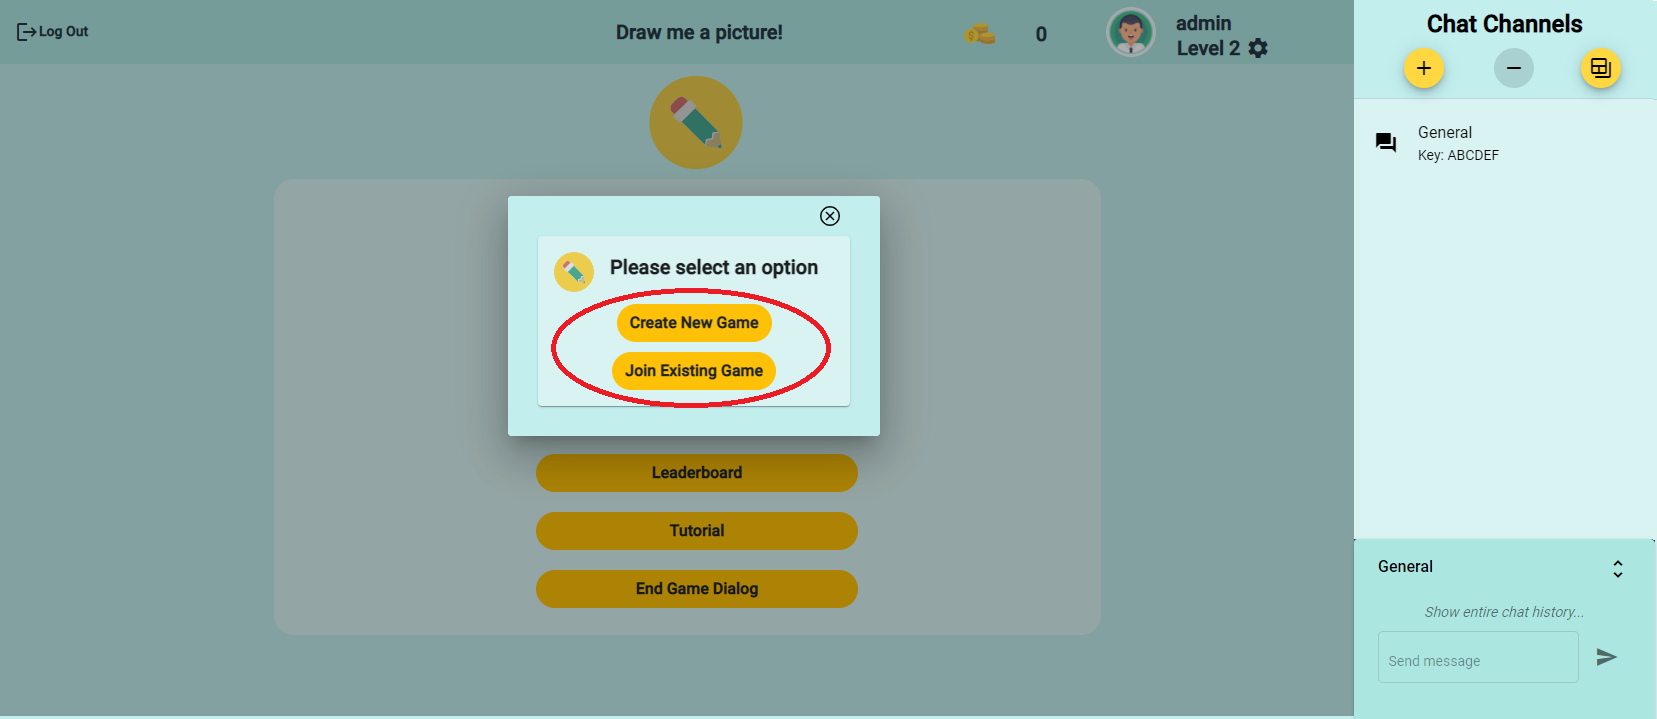 Log Out
Draw me a picture!
0
admin
Level 2
Please select an option
Create New Game
Join Existing Game
Leaderboard
Tutorial
End Game Dialog
Chat Channels
General
Key: ABCDEF
General
Show entire chat history...
Send message